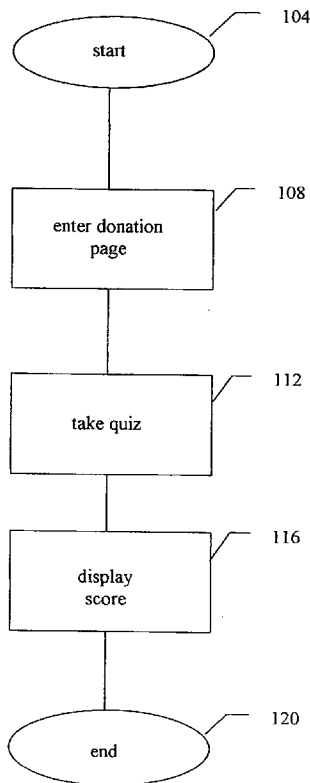 104
start
108
enter donation
page
112
take quiz
116
display
score
120
end